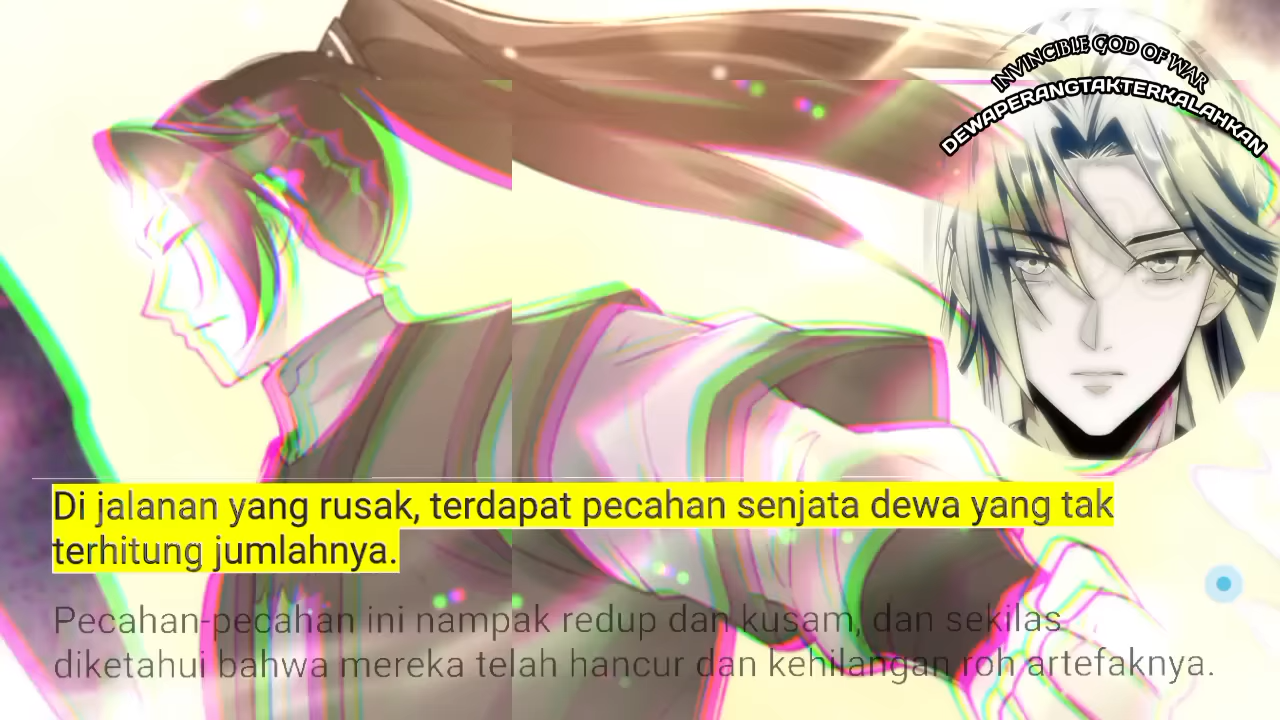 INVINCIBLE GOD OF WAR
DEWAPERANGTAKTERKALAHKAN
Di jalanan yang rusak, terdapat pecahan senjata dewa yang tak
terhitung jumlahnya.
Pecahan-pecahan ini nampak redup dan kusam, dan sekilas
diketahui bahwa mereka telah hancur dan kehilangan roh artefaknya.